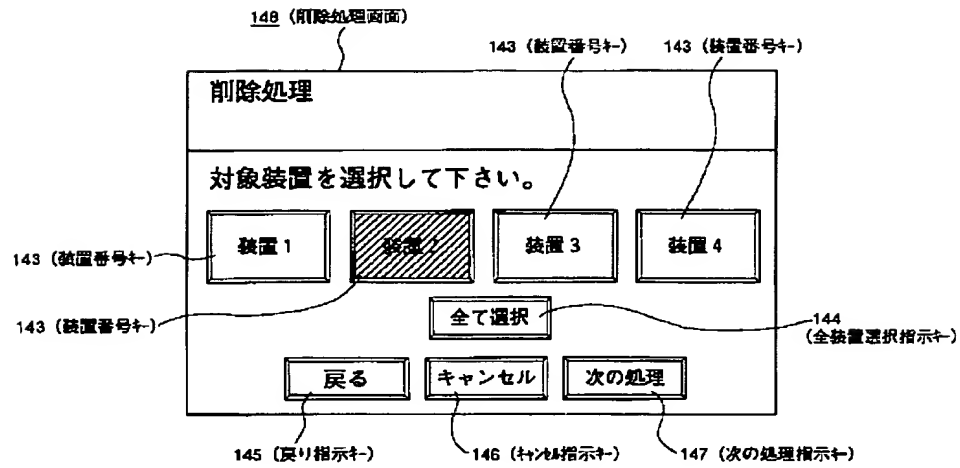 148 (削除処理画面)
143 (装置番号キー)
143 (装置番号キー)
削除処理
対象装置を選択して下さい。
装置1
装置2
装置3
装置4
143 (装置番号キー)
143 (装置番号キー)
全て選択
144
(全装置選択指示キー)
戻る
キャンセル
次の処理
145 (戻り指示キー)
146 (キャンセル指示キー)
147 (次の処理指示キー)